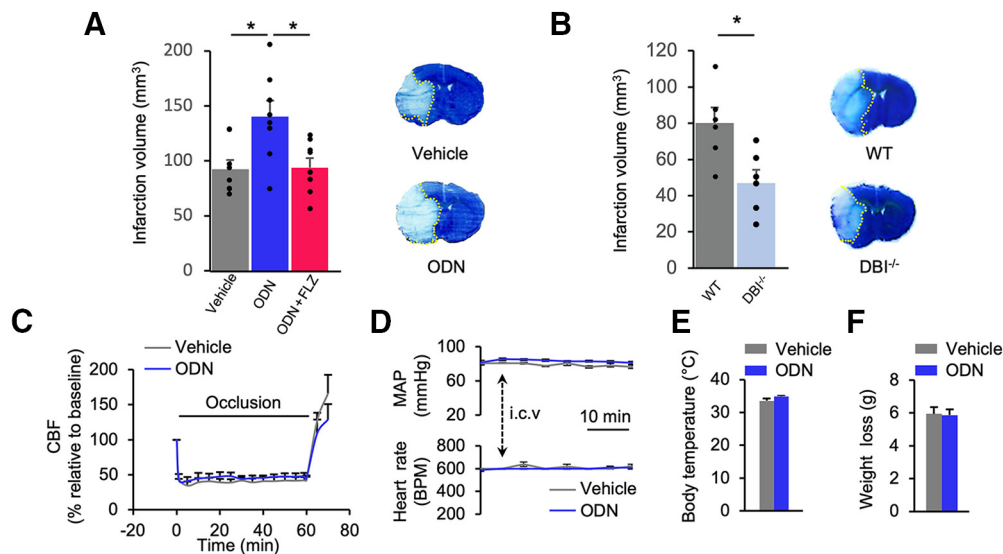 A
*
*
200
150
100
50
0
Infarction volume (mm³)
Vehicle
ODN
ODN+FLZ
Vehicle
ODN
B
*
120
100
80
60
40
20
0
Infarction volume (mm³)
WT
DBI-/-
WT
DBI-/-
C
Vehicle
ODN
200
150
100
50
0
CBF
(% relative to baseline)
Occlusion
-20
0
20
40
60
80
Time (min)
D
100
80
60
40
20
MAP
(mmHg)
i.c.v
10 min
800
600
400
200
Heart rate
(BPM)
Vehicle
ODN
E
Vehicle
ODN
40
30
20
10
0
Body temperature (°C)
F
Vehicle
ODN
8
6
4
2
0
Weight loss (g)